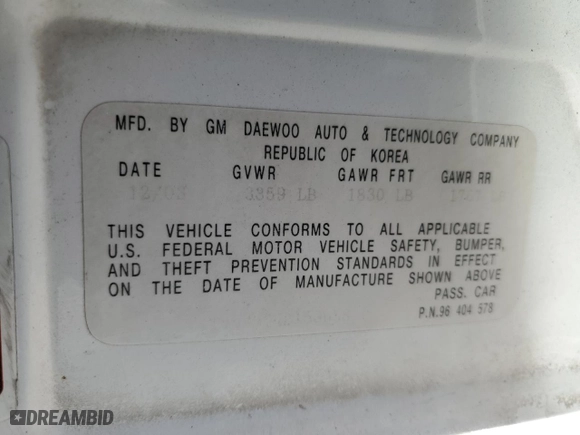 MFD. BY GM DAEWOO AUTO & TECHNOLOGY COMPANY
REPUBLIC OF KOREA
DATE GVWR GAWR FRT GAWR RR
12/03 3359 LB 1830 LB
THIS VEHICLE CONFORMS TO ALL APPLICABLE
U.S. FEDERAL MOTOR VEHICLE SAFETY, BUMPER,
AND THEFT PREVENTION STANDARDS IN EFFECT
ON THE DATE OF MANUFACTURE SHOWN ABOVE
PASS. CAR
P.N.96 404 578
DREAMBID